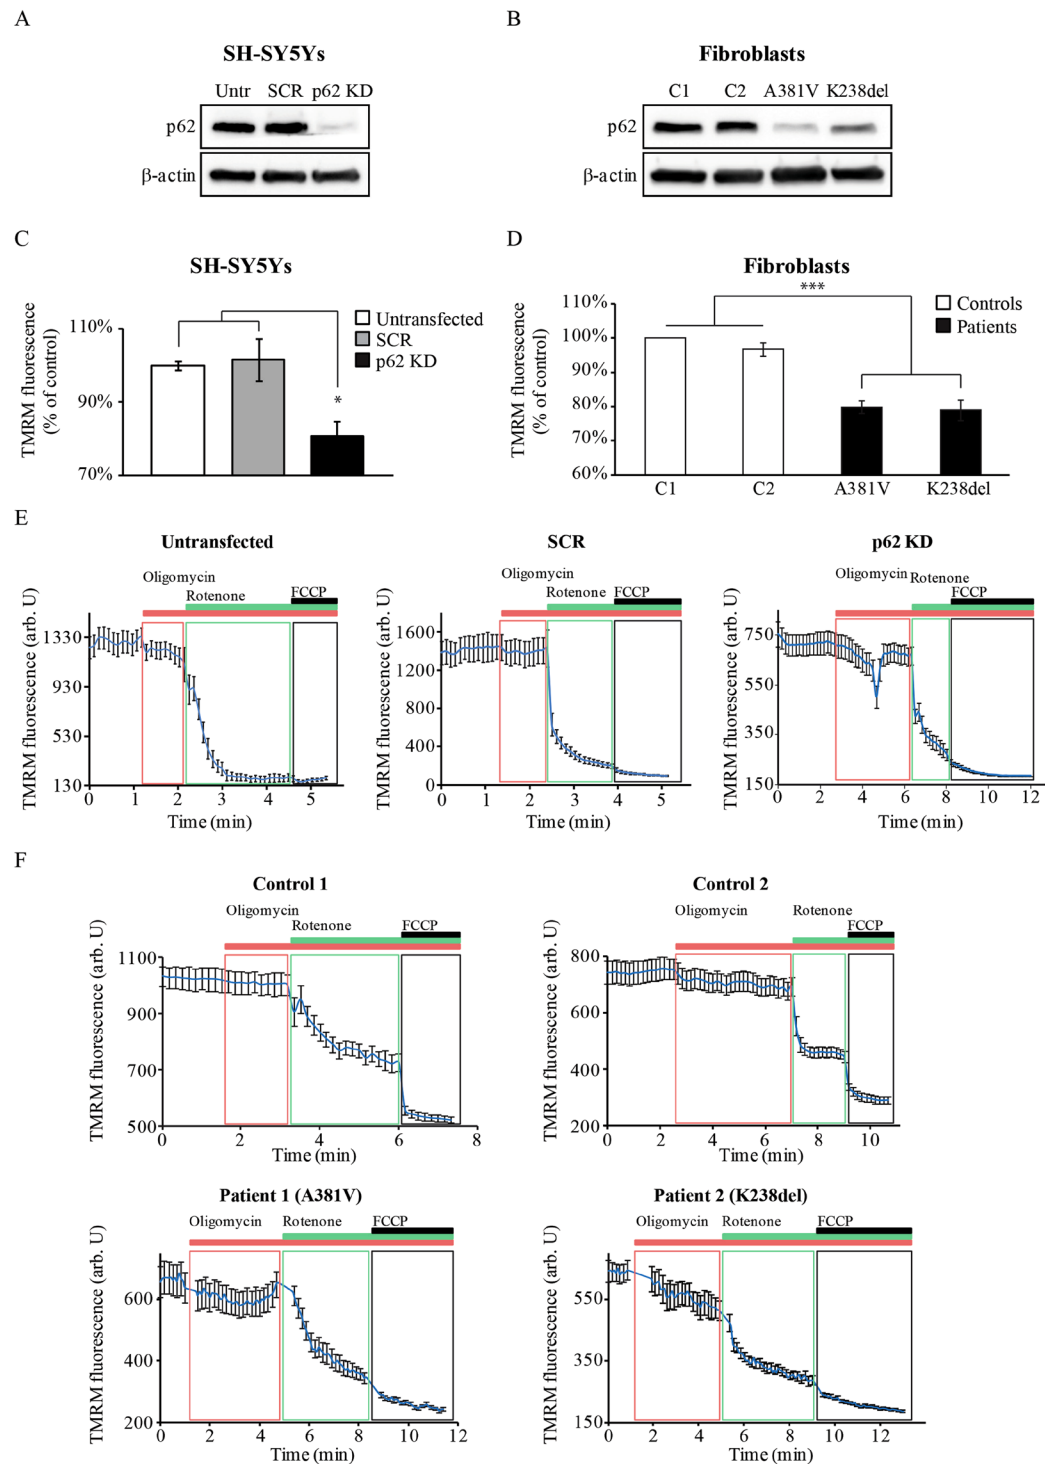 A
SH-SY5Ys
Untr SCR p62 KD
p62
β-actin
B
Fibroblasts
C1 C2 A381V K238del
p62
β-actin
C
SH-SY5Ys
TMRM fluorescence
(% of control)
110%
90%
70%
*
Untransfected
SCR
p62 KD
D
Fibroblasts
***
TMRM fluorescence
(% of control)
110%
100%
90%
80%
70%
60%
Controls
Patients
C1 C2 A381V K238del
E
Untransfected
Oligomycin
Rotenone
FCCP
TMRM fluorescence (arb. U)
1330
930
530
130
0 1 2 3 4 5
Time (min)
SCR
Oligomycin
Rotenone
FCCP
TMRM fluorescence (arb. U)
1600
1200
800
400
0
0 1 2 3 4 5
Time (min)
p62 KD
Oligomycin
Rotenone
FCCP
TMRM fluorescence (arb. U)
750
550
350
150
0 2 4 6 8 10 12
Time (min)
F
Control 1
Oligomycin
Rotenone
FCCP
TMRM fluorescence (arb. U)
1100
900
700
500
0 2 4 6 8
Time (min)
Control 2
Oligomycin
Rotenone
FCCP
TMRM fluorescence (arb. U)
800
600
400
200
0 2 4 6 8 10
Time (min)
Patient 1 (A381V)
Oligomycin
Rotenone
FCCP
TMRM fluorescence (arb. U)
600
400
200
0 2 4 6 8 10 12
Time (min)
Patient 2 (K238del)
Oligomycin
Rotenone
FCCP
TMRM fluorescence (arb. U)
550
350
150
0 2 4 6 8 10 12
Time (min)